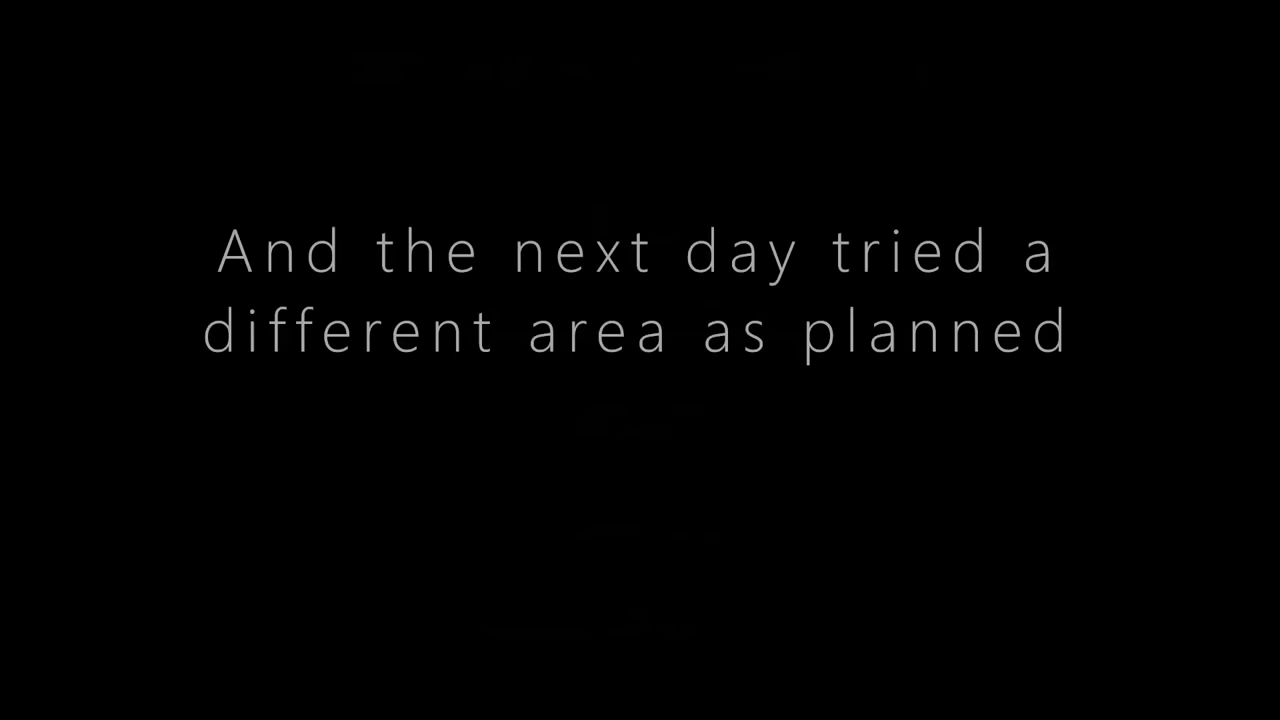 And the next day tried a
different area as planned